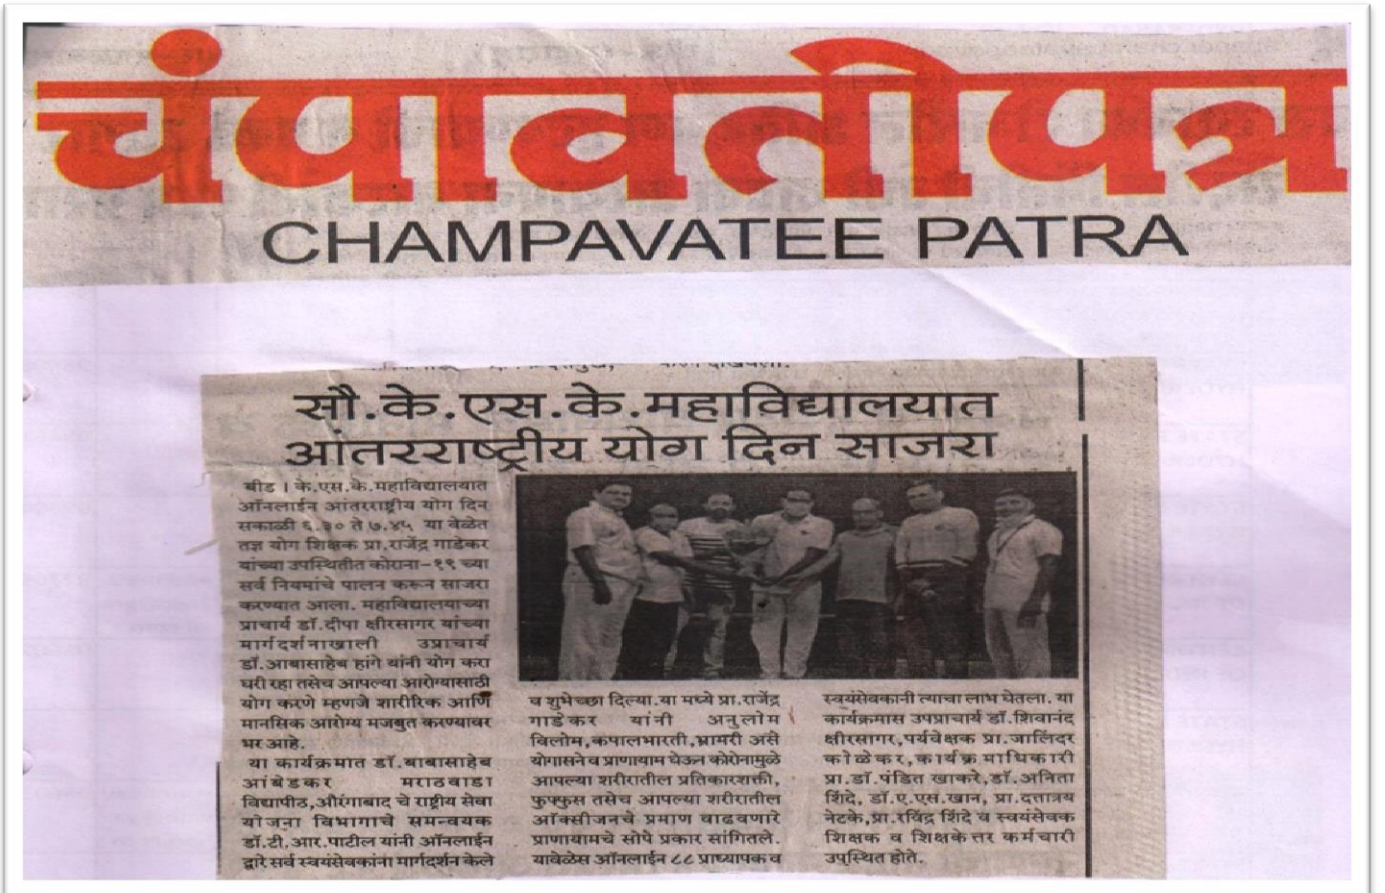 चंपावतीपत्र
CHAMPAVATEE PATRA
सौ.के.एस.के.महाविद्यालयात
आंतरराष्ट्रीय योग दिन साजरा
बीड । के.एस.के.महाविद्यालयात
ऑनलाईन आंतरराष्ट्रीय योग दिन
सकाळी ६.३० ते ७.४५ या वेळेत
तज्ञ योग शिक्षक प्रा.राजेंद्र गाडेकर
यांच्या उपस्थितीत कोराना-१९ च्या
सर्व नियमांचे पालन करून साजरा
करण्यात आला. महाविद्यालयाच्या
प्राचार्य डॉ.दीपा क्षीरसागर यांच्या
मार्गदर्शनाखाली उप्राचार्य
डॉ.आबासाहेब हांगे यांनी योग करा
घरी रहा तसेच आपल्या आरोग्यासाठी
योग करणे म्हणजे शारीरिक आणि
मानसिक आरोग्य मजबुत करण्यावर
भर आहे.
या कार्यक्रमात डॉ.बाबासाहेब
आंबेडकर मराठवाडा
विद्यापीठ,औरंगाबाद चे राष्ट्रीय सेवा
योजना विभागाचे समन्वयक
डॉ.टी.आर.पाटील यांनी ऑनलाईन
द्वारे सर्व स्वयंसेवकांना मार्गदर्शन केले
व शुभेच्छा दिल्या.या मध्ये प्रा.राजेंद्र
गाडेकर यांनी अनुलोम
विलोम,कपालभारती,भ्रामरी असे
योगासने व प्राणायाम घेऊन कोरोनामुळे
आपल्या शरीरातील प्रतिकारशक्ती,
फुफ्फुस तसेच आपल्या शरीरातील
ऑक्सीजनचे प्रमाण वाढवणारे
प्राणायामचे सोपे प्रकार सांगितले.
यावेळेस ऑनलाईन ८८ प्राध्यापक व
स्वयंसेवकानी त्याचा लाभ घेतला. या
कार्यक्रमास उपप्राचार्य डॉ.शिवानंद
क्षीरसागर,पर्यवेक्षक प्रा.जालिंदर
कोळेकर,कार्यक्रमाधिकारी
प्रा.डॉ.पंडित खाकरे,डॉ.अनिता
शिंदे, डॉ.ए.एस.खान, प्रा.दत्तात्रय
नेटके,प्रा.रविंद्र शिंदे व स्वयंसेवक
शिक्षक व शिक्षकेत्तर कर्मचारी
उपस्थित होते.